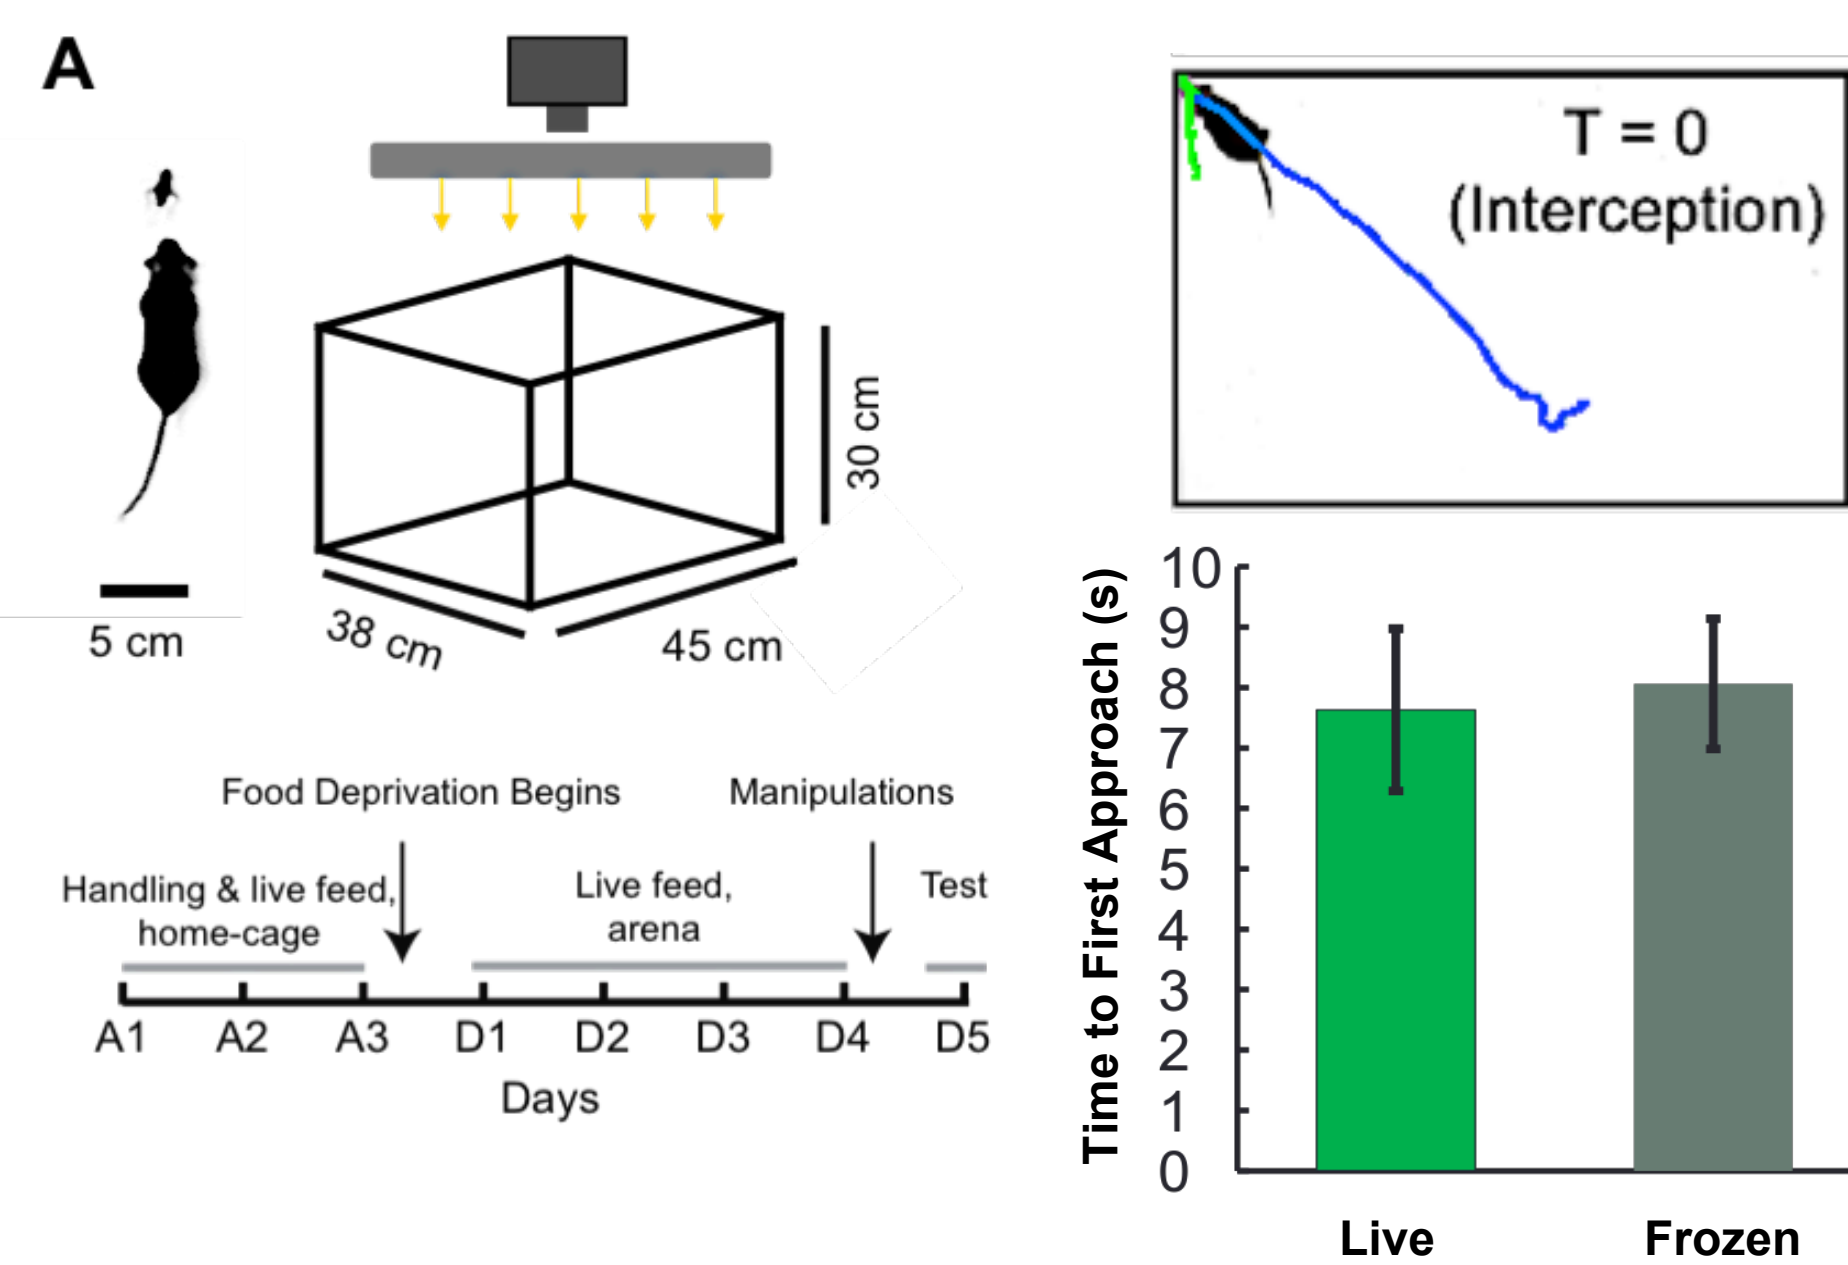 A
5 cm
38 cm
45 cm
30 cm
Food Deprivation Begins
Manipulations
Handling & live feed,
home-cage
Live feed,
arena
Test
A1 A2 A3 D1 D2 D3 D4 D5
Days
T = 0
(Interception)
Time to First Approach (s)
10
9
8
7
6
5
4
3
2
1
0
Live Frozen